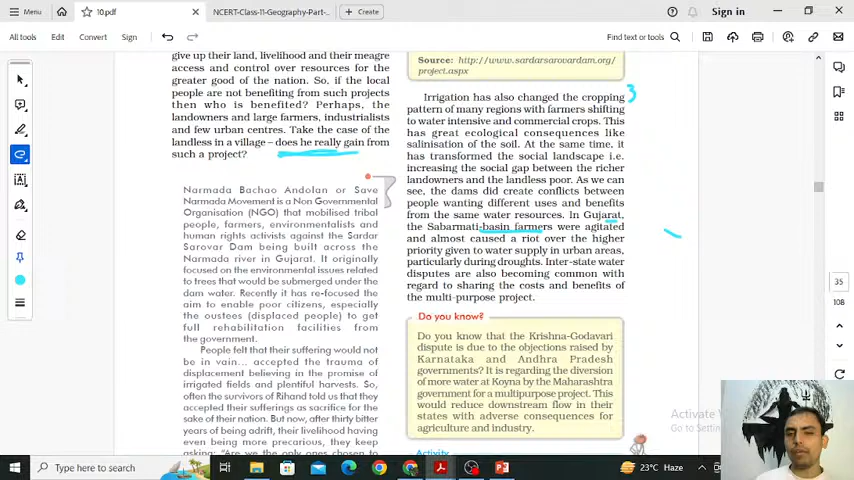 Menu
10.pdf
NCERT-Class-11-Geography-Part-..
Create
Sign in
All tools
Edit
Convert
Sign
Find text or tools
give up their land, livelihood and their meagre
access and control over resources for the
greater good of the nation. So, if the local
people are not benefiting from such projects
then who is benefited? Perhaps, the
landowners and large farmers, industrialists
and few urban centres. Take the case of the
landless in a village – does he really gain from
such a project?
Narmada Bachao Andolan or Save
Narmada Movement is a Non Governmental
Organisation (NGO) that mobilised tribal
people, farmers, environmentalists and
human rights activists against the Sardar
Sarovar Dam being built across the
Narmada river in Gujarat. It originally
focused on the environmental issues related
to trees that would be submerged under the
dam water. Recently it has re-focused the
aim to enable poor citizens, especially
the oustees (displaced people) to get
full rehabilitation facilities from
the government.
People felt that their suffering would not
be in vain... accepted the trauma of
displacement believing in the promise of
irrigated fields and plentiful harvests. So,
often the survivors of Rihand told us that they
accepted their sufferings as sacrifice for the
sake of their nation. But now, after thirty bitter
years of being adrift, their livelihood having
even being more precarious, they keep
asking: "Are we the only ones chosen to
Source: http://www.sardarsarovardam.org/
project.aspx
3
Irrigation has also changed the cropping
pattern of many regions with farmers shifting
to water intensive and commercial crops. This
has great ecological consequences like
salinisation of the soil. At the same time, it
has transformed the social landscape i.e.
increasing the social gap between the richer
landowners and the landless poor. As we can
see, the dams did create conflicts between
people wanting different uses and benefits
from the same water resources. In Gujarat,
the Sabarmati-basin farmers were agitated
and almost caused a riot over the higher
priority given to water supply in urban areas,
particularly during droughts. Inter-state water
disputes are also becoming common with
regard to sharing the costs and benefits of
the multi-purpose project.
Do you know?
Do you know that the Krishna-Godavari
dispute is due to the objections raised by
Karnataka and Andhra Pradesh
governments? It is regarding the diversion
of more water at Koyna by the Maharashtra
government for a multipurpose project. This
would reduce downstream flow in their
states with adverse consequences for
agriculture and industry.
Activity
35
108
Activate
Go to Setting
Type here to search
23°C Haze